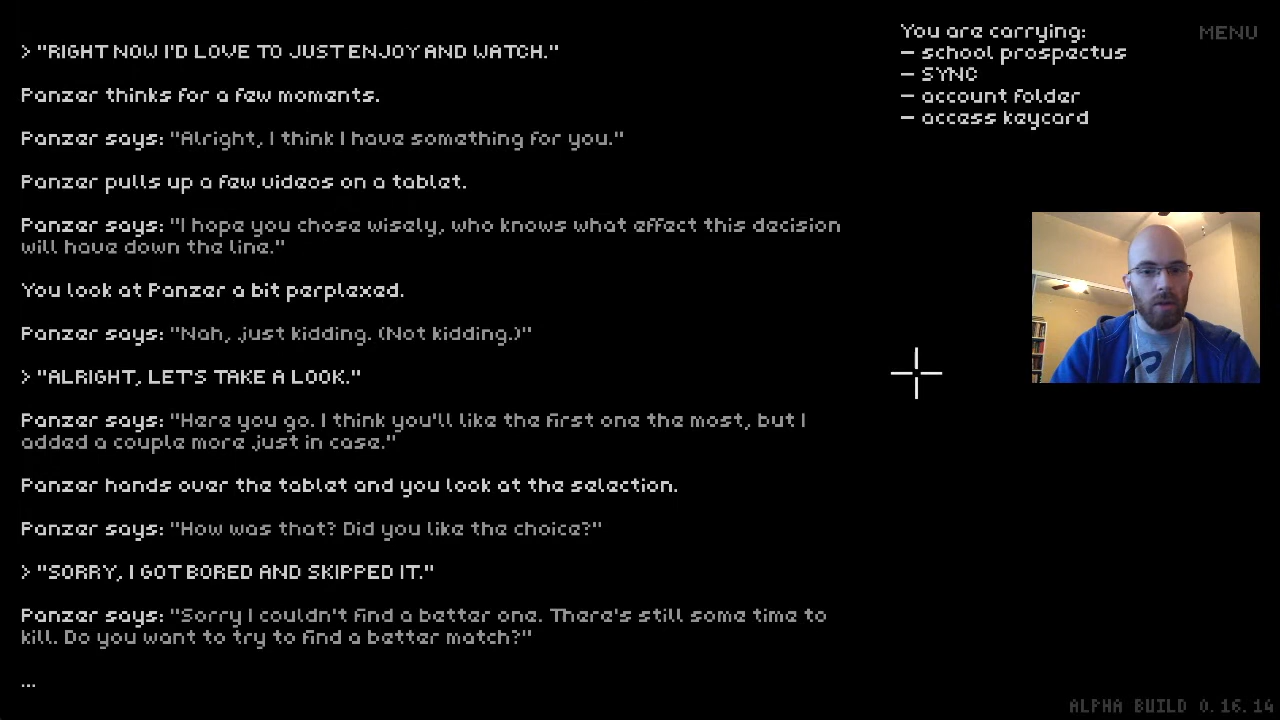 > "RIGHT NOW I'D LOVE TO JUST ENJOY AND WATCH."
Panzer thinks for a few moments.
Panzer says: "Alright, I think I have something for you."
Panzer pulls up a few videos on a tablet.
Panzer says: "I hope you chose wisely, who knows what effect this decision
will have down the line."
You look at Panzer a bit perplexed.
Panzer says: "Nah, just kidding. (Not kidding.)"
> "ALRIGHT, LET'S TAKE A LOOK."
Panzer says: "Here you go. I think you'll like the first one the most, but I
added a couple more just in case."
Panzer hands over the tablet and you look at the selection.
Panzer says: "How was that? Did you like the choice?"
> "SORRY, I GOT BORED AND SKIPPED IT."
Panzer says: "Sorry I couldn't find a better one. There's still some time to
kill. Do you want to try to find a better match?"
...
You are carrying:
– school prospectus
– SYNC
– account folder
– access keycard
MENU
ALPHA BUILD 0.16.14